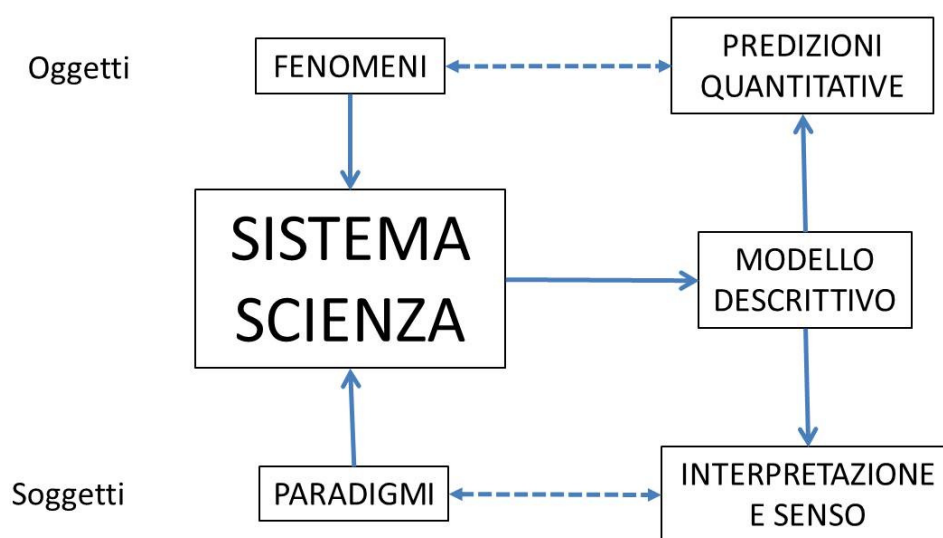 Oggetti
FENOMENI
PREDIZIONI
QUANTITATIVE
SISTEMA
SCIENZA
MODELLO
DESCRITTIVO
Soggetti
PARADIGMI
INTERPRETAZIONE
E SENSO